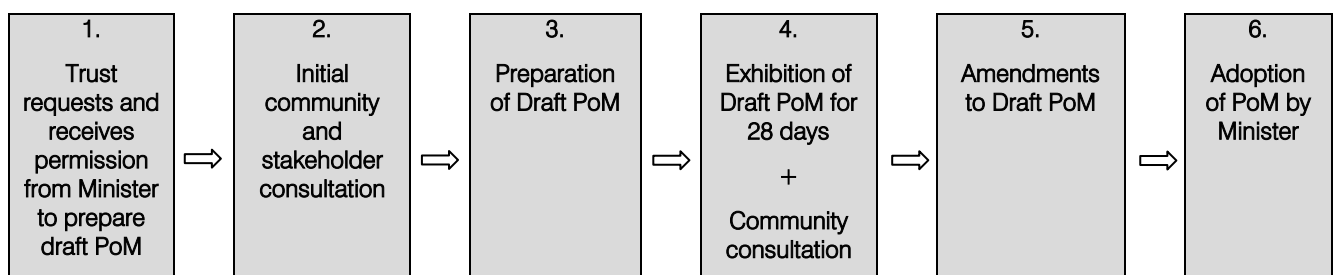 1.
Trust
requests and
receives
permission
from Minister
to prepare
draft PoM
2.
Initial
community
and
stakeholder
consultation
3.
Preparation
of Draft PoM
4.
Exhibition of
Draft PoM for
28 days
+
Community
consultation
5.
Amendments
to Draft PoM
6.
Adoption
of PoM by
Minister